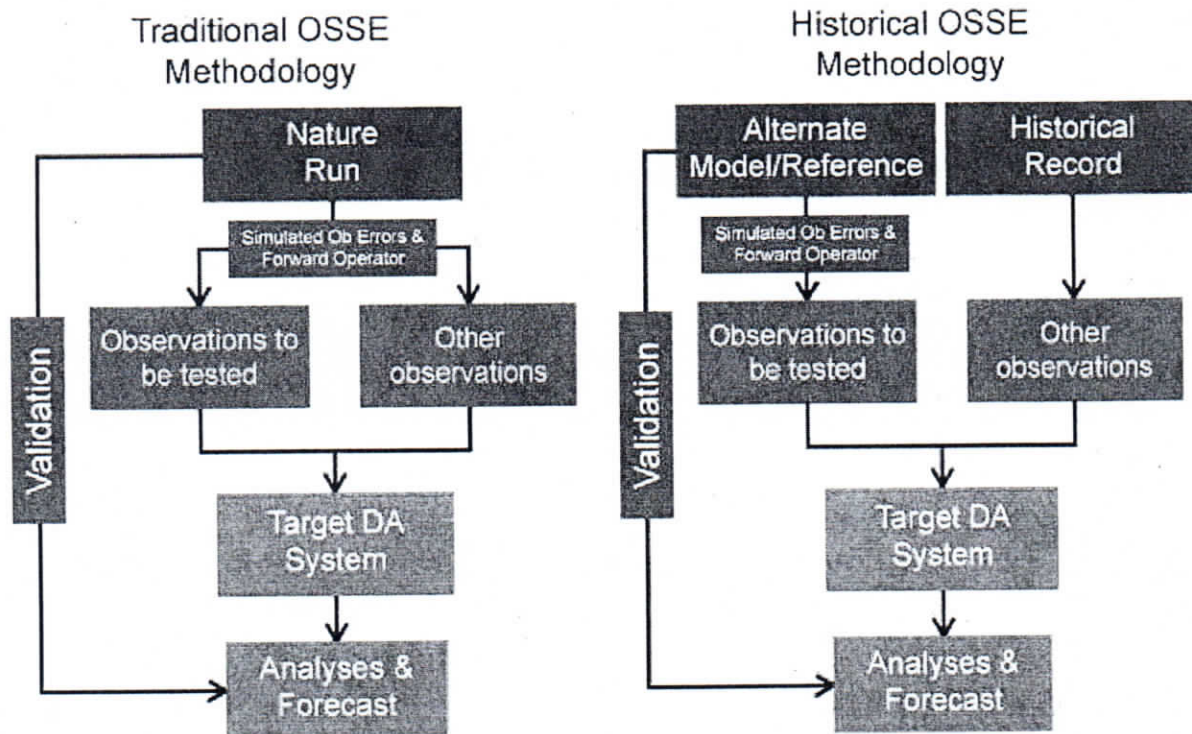 Traditional OSSE
Methodology
Nature
Run
Simulated Ob Errors &
Forward Operator
Observations to
be tested
Other
observations
Validation
Target DA
System
Analyses &
Forecast
Historical OSSE
Methodology
Alternate
Model/Reference
Historical
Record
Simulated Ob Errors &
Forward Operator
Observations to
be tested
Other
observations
Validation
Target DA
System
Analyses &
Forecast